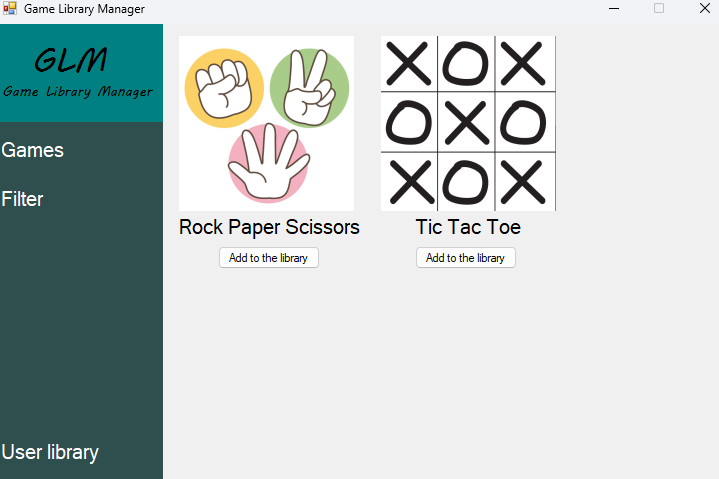 Game Library Manager
GLM
Game Library Manager
Games
Filter
User library
Rock Paper Scissors
Add to the library
Tic Tac Toe
Add to the library